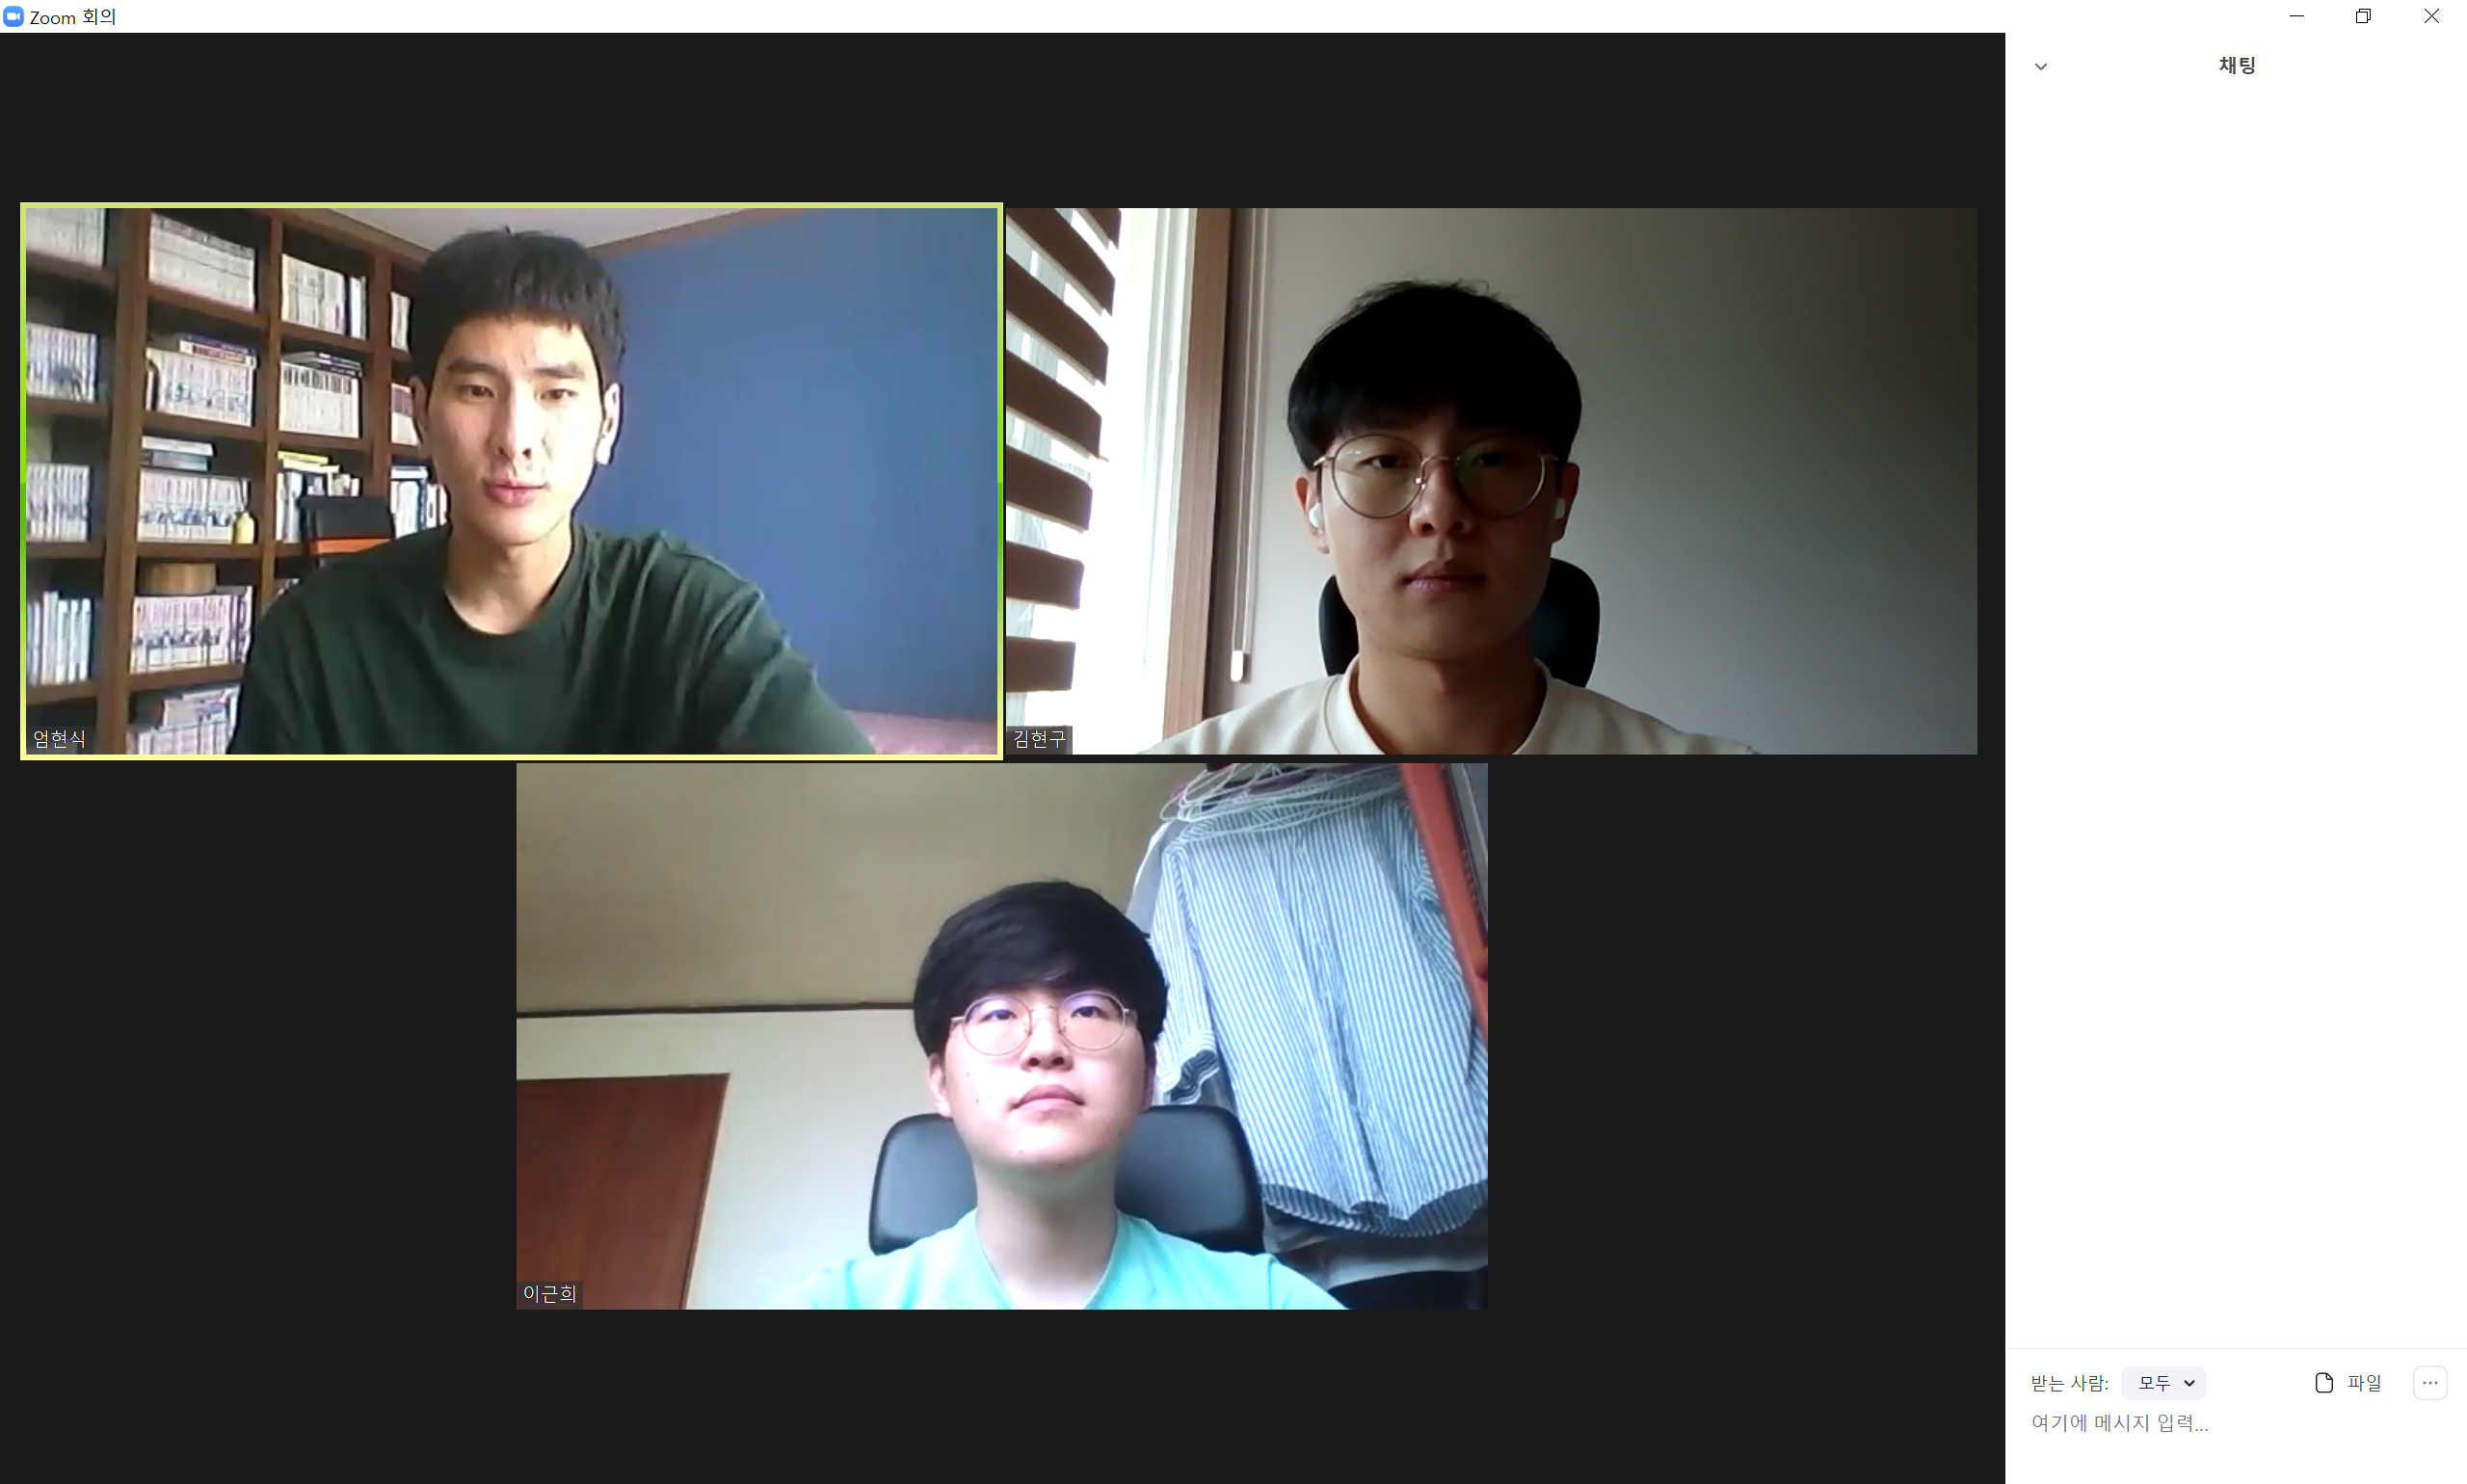 Zoom 회의
채팅
엄현식
김현구
이근희
받는 사람: 모두 파일
여기에 메시지 입력...